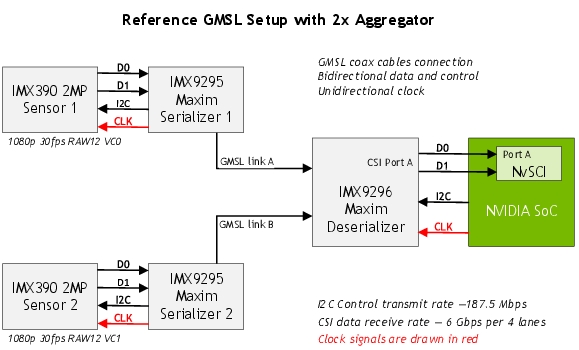 Reference GMSL Setup with 2x Aggregator
GMSL coax cables connection
Bidirectional data and control
Unidirectional clock
IMX390 2MP
Sensor 1
D0
D1
I2C
CLK
IMX9295
Maxim
Serializer 1
1080p 30fps RAW12 VC0
GMSL link A
CSI Port A
IMX9296
Maxim
Deserializer
D0
D1
I2C
CLK
Port A
NvSCI
NVIDIA SoC
GMSL link B
IMX390 2MP
Sensor 2
D0
D1
I2C
CLK
IMX9295
Maxim
Serializer 2
1080p 30fps RAW12 VC1
I2C Control transmit rate –187.5 Mbps
CSI data receive rate – 6 Gbps per 4 lanes
Clock signals are drawn in red